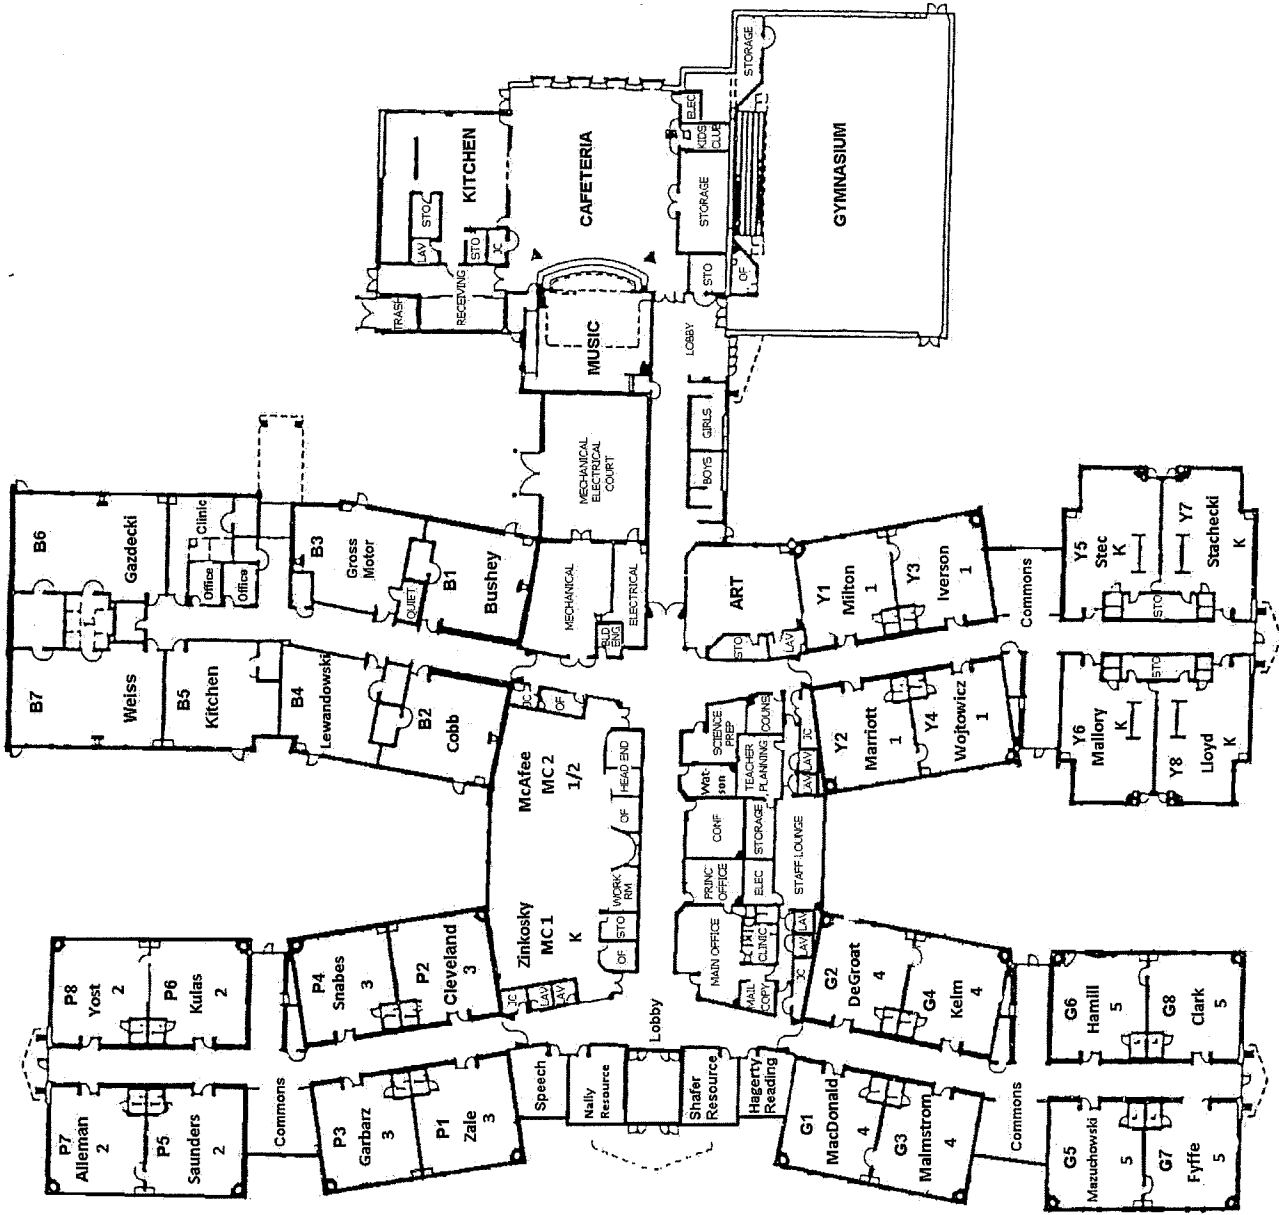 STORAGE
ELEC
KIDS
CLUB
KITCHEN
CAFETERIA
GYMNASIUM
STO
STORAGE
LAV
STO
JC
STO
OF
TRASH
RECEIVING
MUSIC
LOBBY
GIRLS
BOYS
MECHANICAL
ELECTRICAL
COURT
B6
Gazdecki
Clinic
Office
Office
B3
Gross
Motor
B1
Bushey
QUIET
MECHANICAL
ELECTRICAL
BLD
ENG
ART
STO
LAV
Y1
Milton
1
Y3
Iverson
1
Commons
Y5
Stec
K
Y7
Stachecki
K
STO
B7
Weiss
B5
Kitchen
B4
Lewandowski
B2
Cobb
JC
OF
McAfee
MC 2
1/2
HEAD END
OF
SCIENCE
PREP
COUNS
Wat-
son
TEACHER
PLANNING
JC
LAV
LAV
Y2
Marriott
1
Y4
Wojtowicz
1
Y6
Mallory
K
Y8
Lloyd
K
STO
CONF
STORAGE
STAFF LOUNGE
PRINC
OFFICE
ELEC
WORK
RM
STO
OF
Zinkosky
MC 1
K
JC
LAV
LAV
MAIN OFFICE
CLINIC
MAIL
COPY
LAV
LAV
JC
P8
Yost
2
P6
Kulas
2
P4
Snabes
3
P2
Cleveland
3
G2
DeGroat
4
G4
Kelm
4
G6
Hamill
5
G8
Clark
5
Lobby
P7
Alleman
2
P5
Saunders
2
Commons
P3
Garbarz
3
P1
Zale
3
Speech
Nally
Resource
Shafer
Resource
Hagerty
Reading
G1
MacDonald
4
G3
Malmstrom
4
Commons
G5
Mazuchowski
5
G7
Fyffe
5